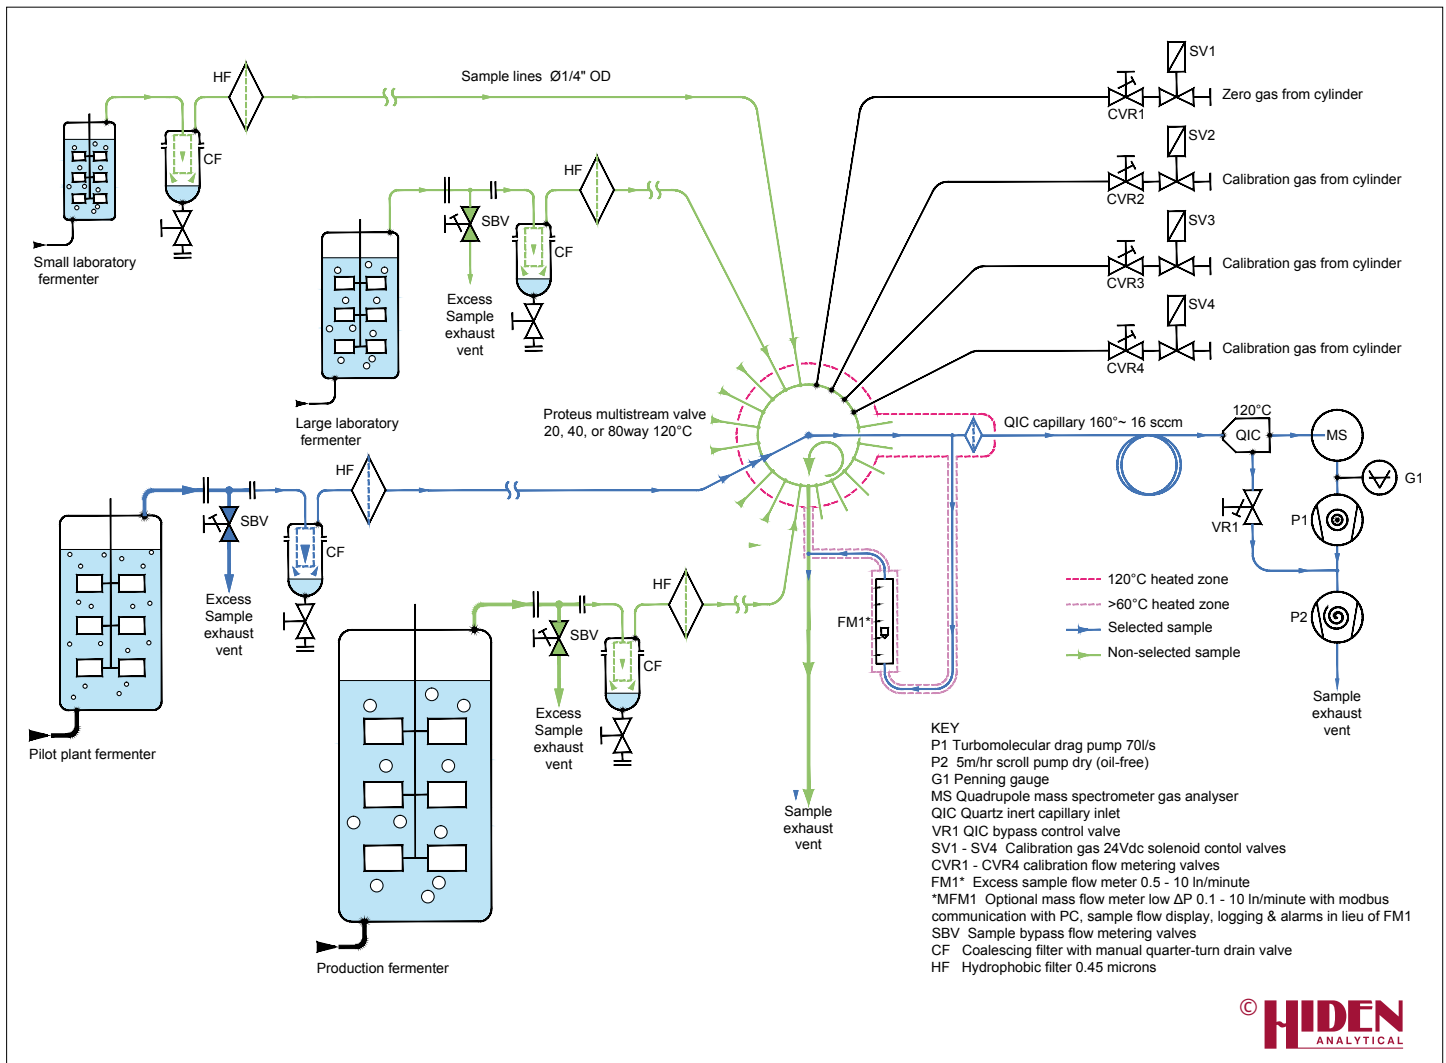 HF
Sample lines  Ø1/4" OD
CF
Small laboratory
fermenter
HF
SBV
CF
Excess
Sample
exhaust
vent
Large laboratory
fermenter
SV1
CVR1
Zero gas from cylinder
SV2
CVR2
Calibration gas from cylinder
SV3
CVR3
Calibration gas from cylinder
SV4
CVR4
Calibration gas from cylinder
Proteus multistream valve
20, 40, or 80way 120°C
QIC capillary 160°~ 16 sccm
120°C
QIC
MS
G1
VR1
P1
P2
Sample
exhaust
vent
HF
SBV
CF
Excess
Sample
exhaust
vent
Pilot plant fermenter
HF
SBV
CF
Excess
Sample
exhaust
vent
Production fermenter
FM1*
Sample
exhaust
vent
120°C heated zone
>60°C heated zone
Selected sample
Non-selected sample
KEY
P1 Turbomolecular drag pump 70l/s
P2  5m/hr scroll pump dry (oil-free)
G1 Penning gauge
MS Quadrupole mass spectrometer gas analyser
QIC Quartz inert capillary inlet
VR1 QIC bypass control valve
SV1 - SV4  Calibration gas 24Vdc solenoid contol valves
CVR1 - CVR4 calibration flow metering valves
FM1*  Excess sample flow meter 0.5 - 10 ln/minute
*MFM1  Optional mass flow meter low ΔP 0.1 - 10 ln/minute with modbus
communication with PC, sample flow display, logging & alarms in lieu of FM1
SBV  Sample bypass flow metering valves
CF   Coalescing filter with manual quarter-turn drain valve
HF   Hydrophobic filter 0.45 microns
© HIDEN
ANALYTICAL